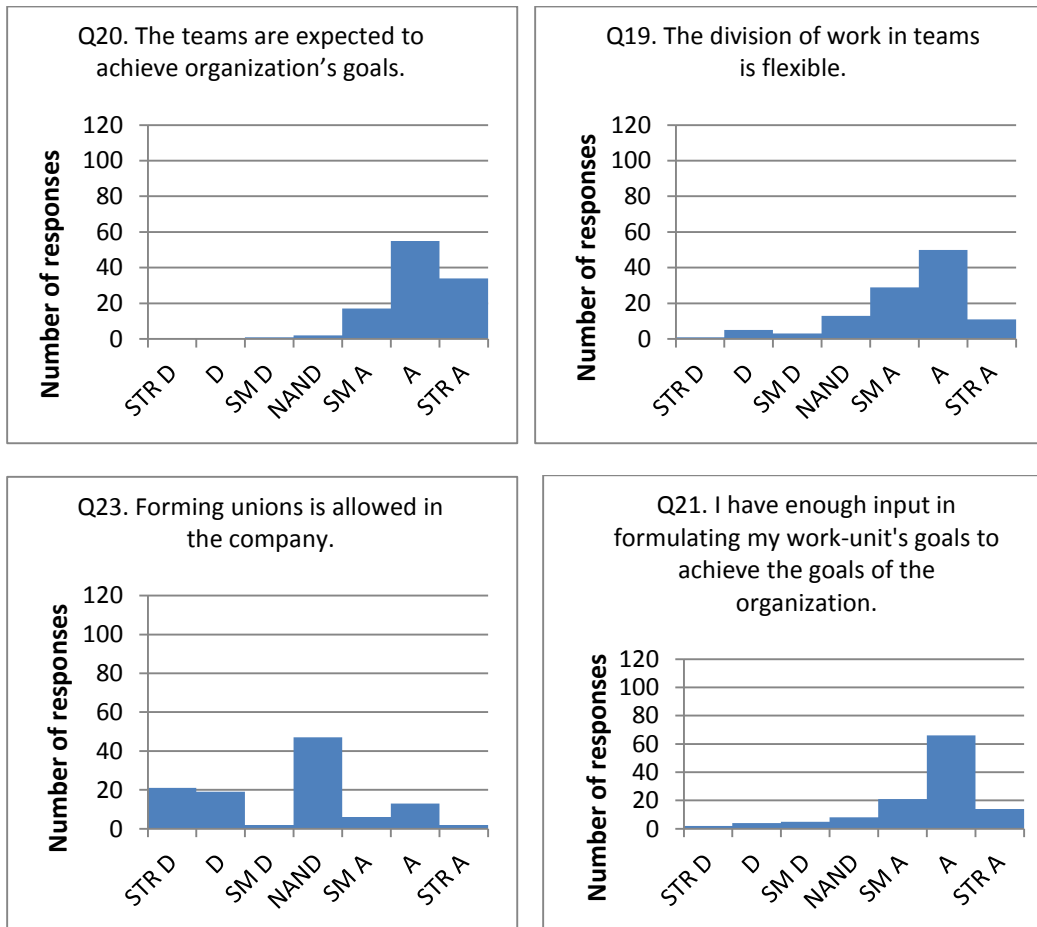 Q20. The teams are expected to
achieve organization’s goals.
Number of responses
120
100
80
60
40
20
0
STR D
D
SM D
NAND
SM A
A
STR A
Q19. The division of work in teams
is flexible.
Number of responses
120
100
80
60
40
20
0
STR D
D
SM D
NAND
SM A
A
STR A
Q23. Forming unions is allowed in
the company.
Number of responses
120
100
80
60
40
20
0
STR D
D
SM D
NAND
SM A
A
STR A
Q21. I have enough input in
formulating my work-unit's goals to
achieve the goals of the
organization.
Number of responses
120
100
80
60
40
20
0
STR D
D
SM D
NAND
SM A
A
STR A